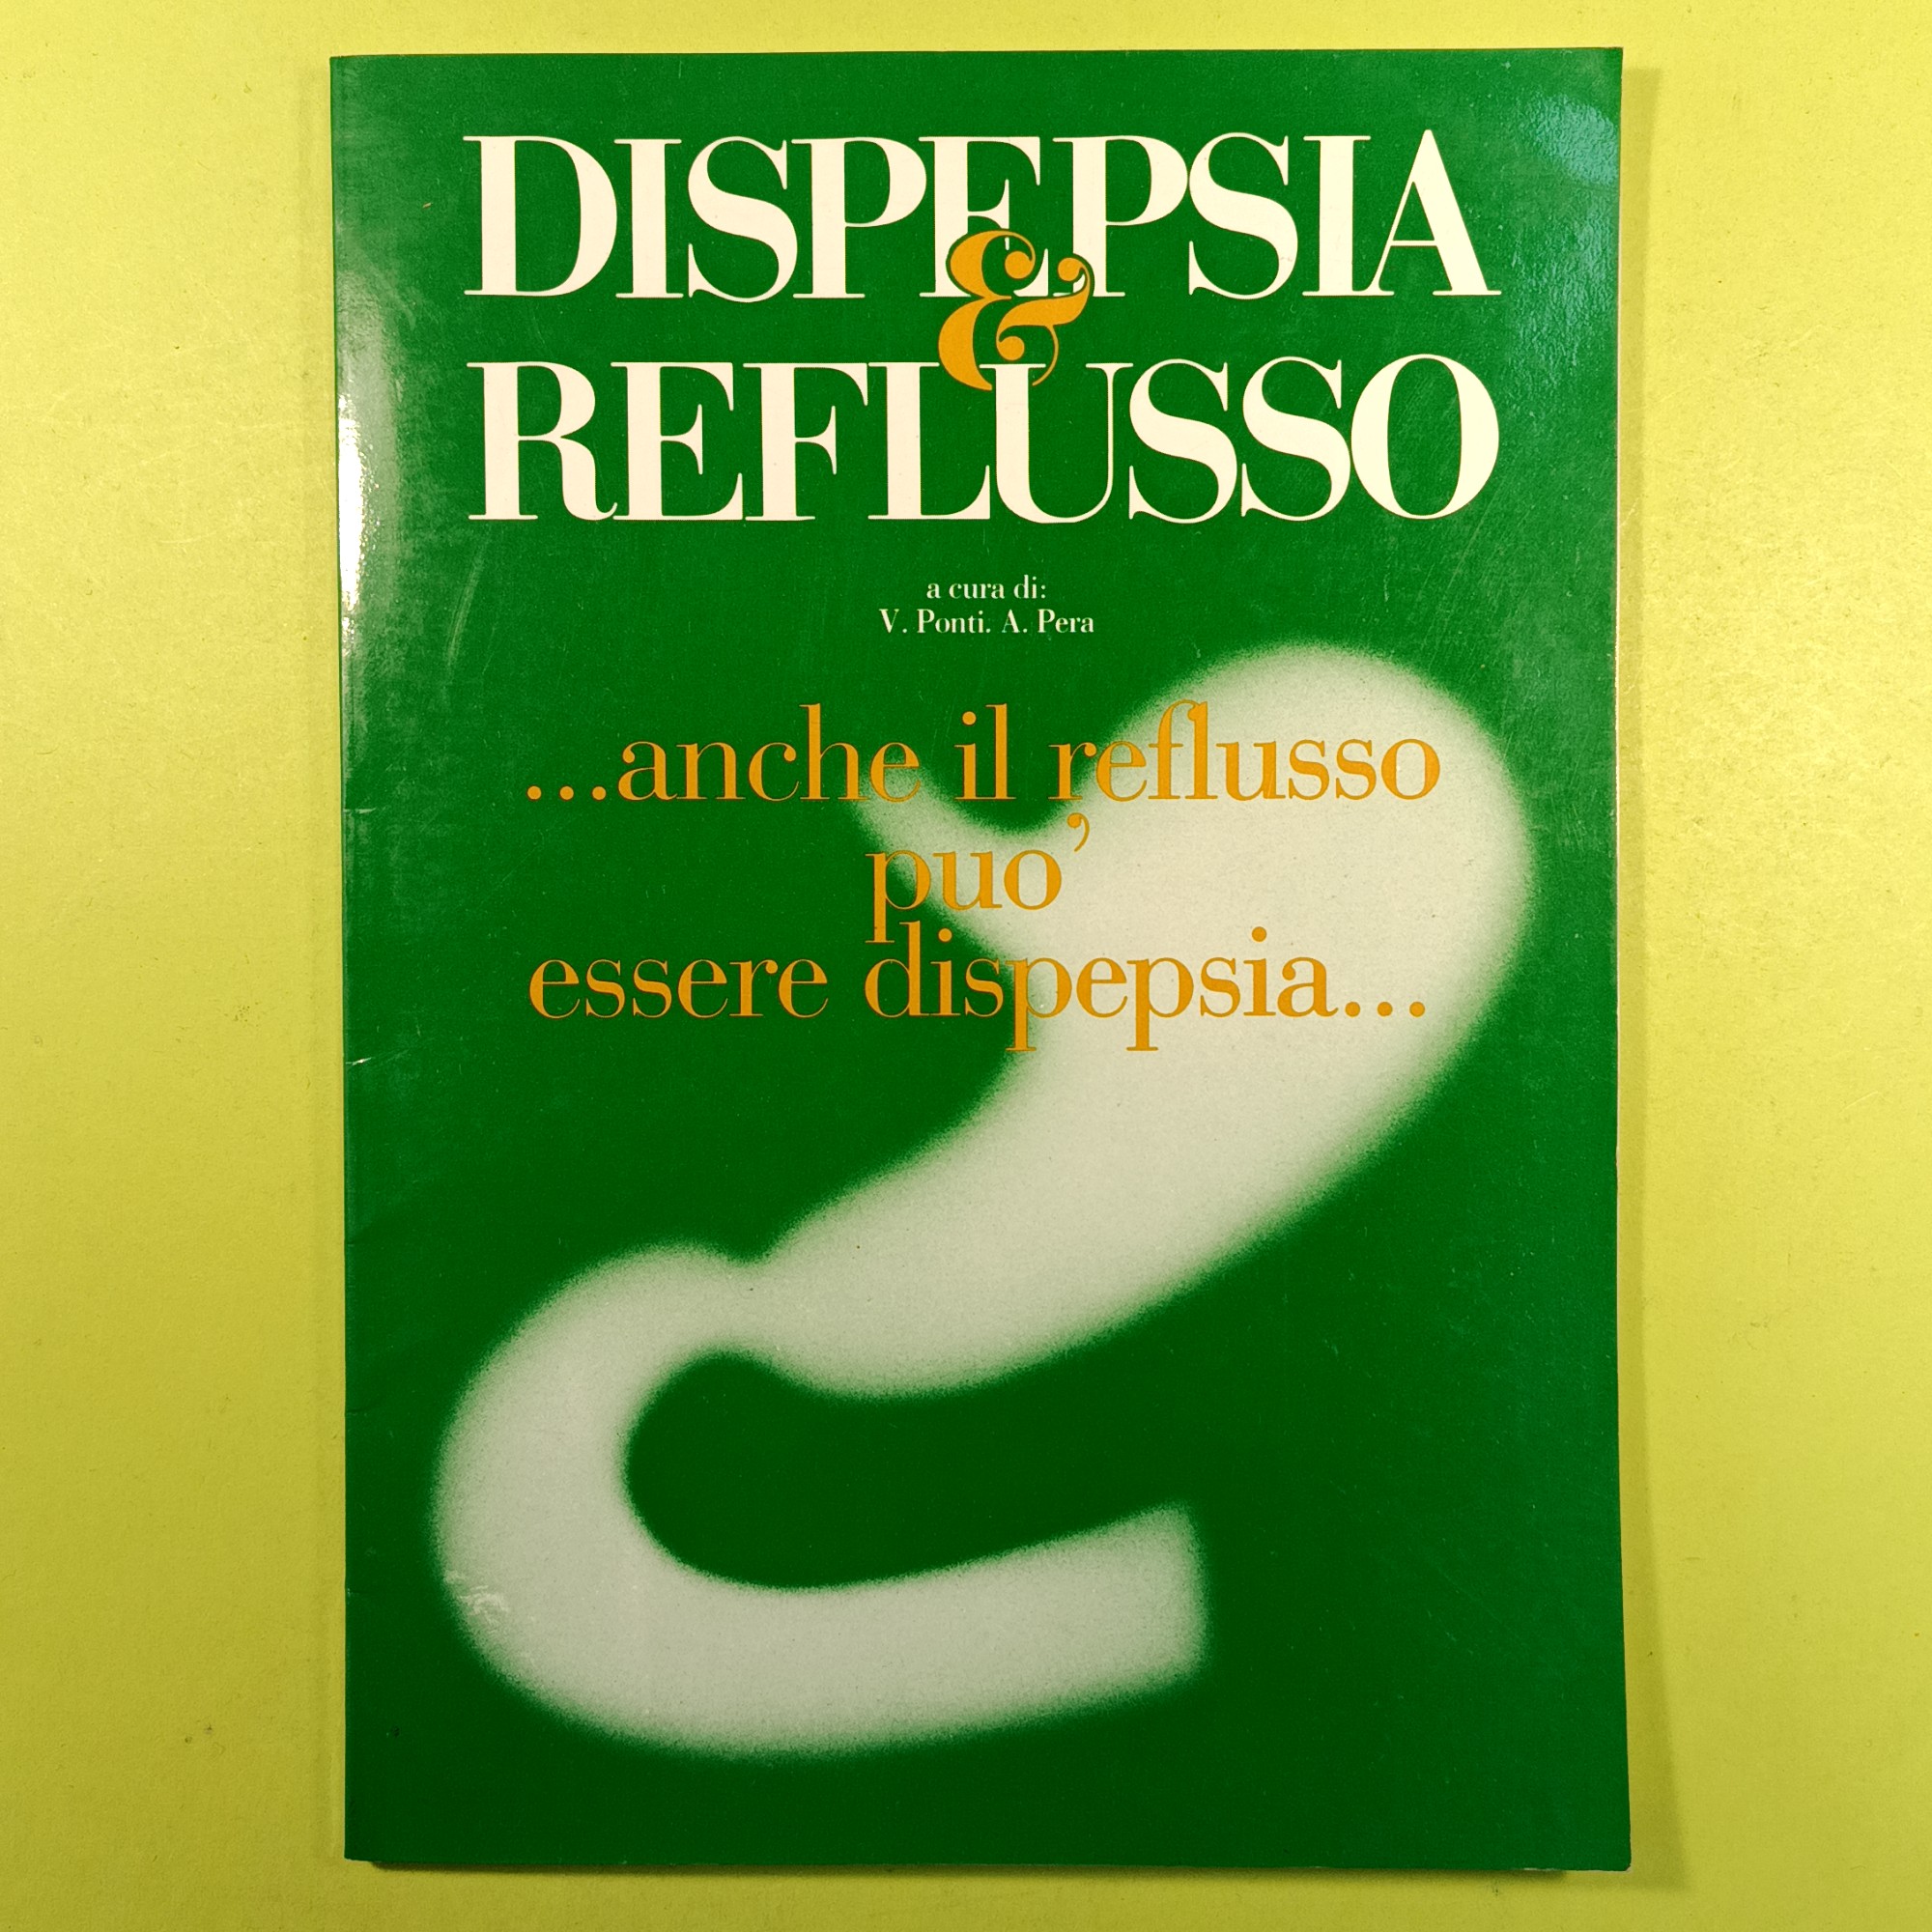 DISPEPSIA
&
REFLUSSO
a cura di:
V. Ponti. A. Pera
...anche il reflusso
puo'
essere dispepsia...